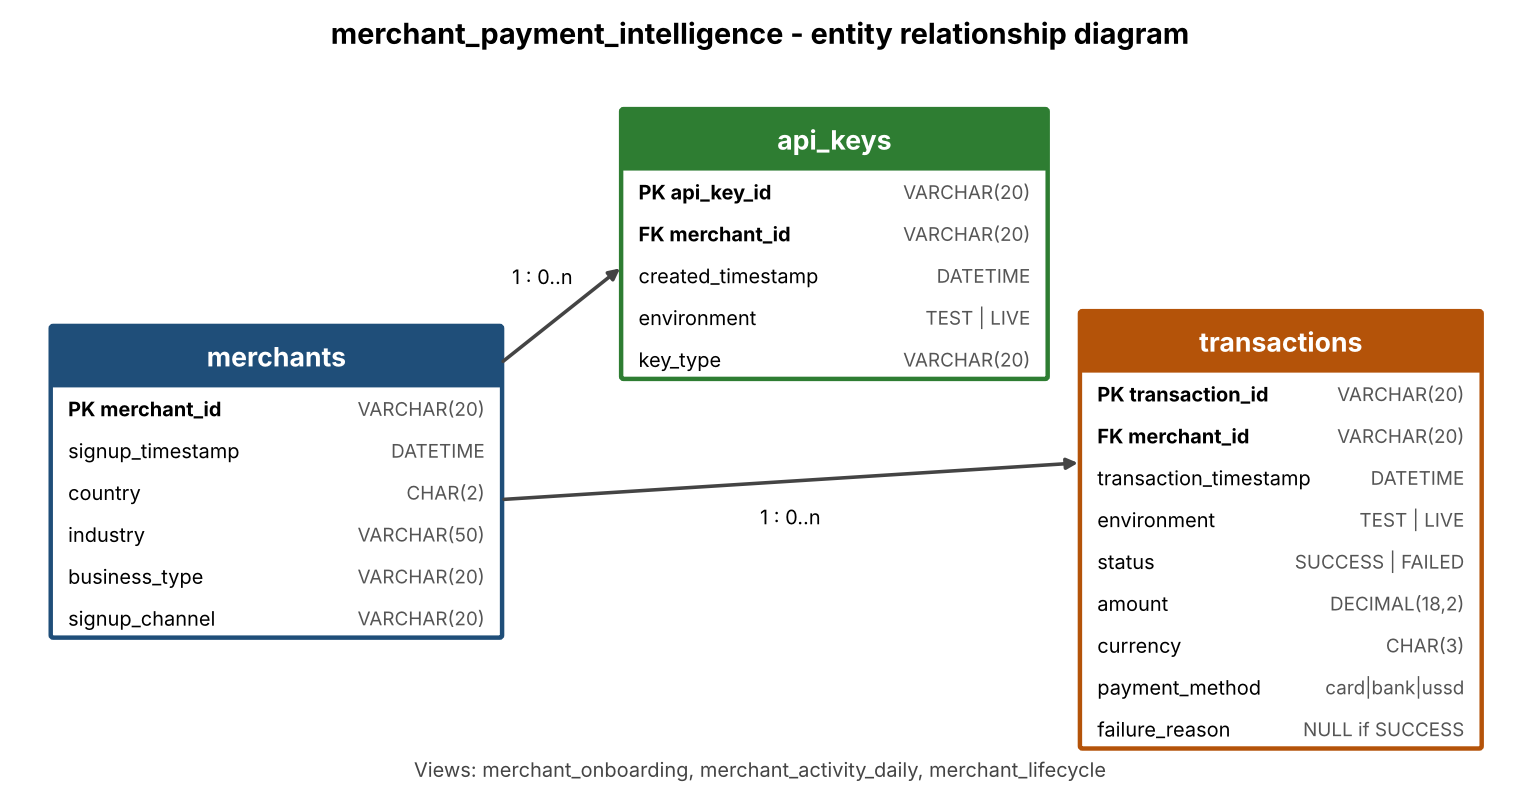 merchant_payment_intelligence - entity relationship diagram
api_keys
PK api_key_id VARCHAR(20)
FK merchant_id VARCHAR(20)
created_timestamp DATETIME
environment TEST | LIVE
key_type VARCHAR(20)
1 : 0..n
merchants
PK merchant_id VARCHAR(20)
signup_timestamp DATETIME
country CHAR(2)
industry VARCHAR(50)
business_type VARCHAR(20)
signup_channel VARCHAR(20)
1 : 0..n
transactions
PK transaction_id VARCHAR(20)
FK merchant_id VARCHAR(20)
transaction_timestamp DATETIME
environment TEST | LIVE
status SUCCESS | FAILED
amount DECIMAL(18,2)
currency CHAR(3)
payment_method card|bank|ussd
failure_reason NULL if SUCCESS
Views: merchant_onboarding, merchant_activity_daily, merchant_lifecycle